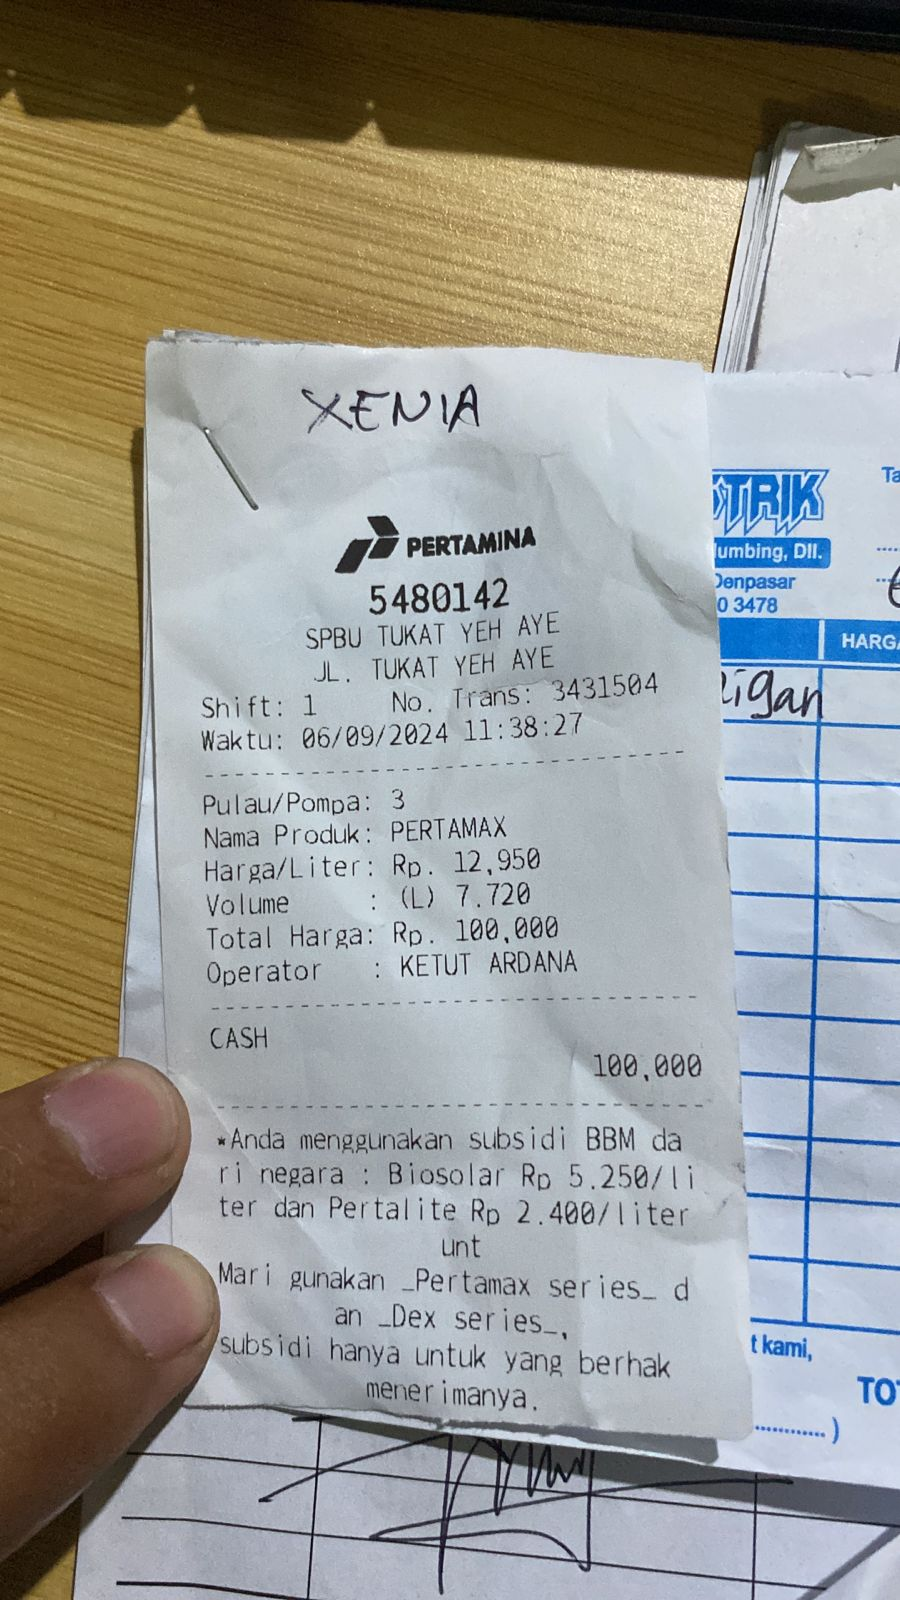 XENIA
PERTAMINA
5480142
SPBU TUKAT YEH AYE
JL. TUKAT YEH AYE
Shift: 1 No. Trans: 3431504
Waktu: 06/09/2024 11:38:27
Pulau/Pompa: 3
Nama Produk: PERTAMAX
Harga/Liter: Rp. 12,950
Volume : (L) 7.720
Total Harga: Rp. 100,000
Operator : KETUT ARDANA
CASH
100,000
*Anda menggunakan subsidi BBM da
ri negara : Biosolar Rp 5.250/li
ter dan Pertalite Rp 2.400/liter
unt
Mari gunakan _Pertamax series_ d
an _Dex series_,
subsidi hanya untuk yang berhak
menerimanya.
TRIK
umbing, Dll.
Denpasar
0 3478
Ta
HARGA
igan
t kami,
TO
)